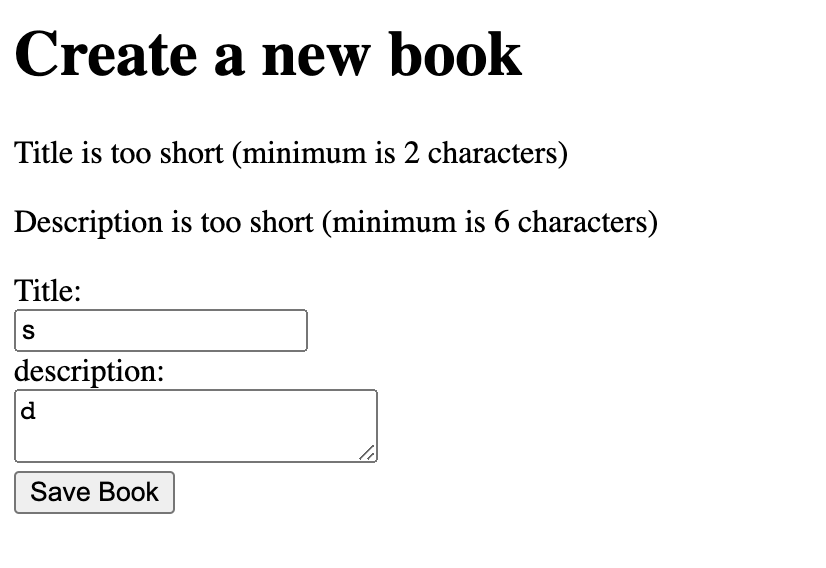 Create a new book
Title is too short (minimum is 2 characters)
Description is too short (minimum is 6 characters)
Title:
s
description:
d
Save Book